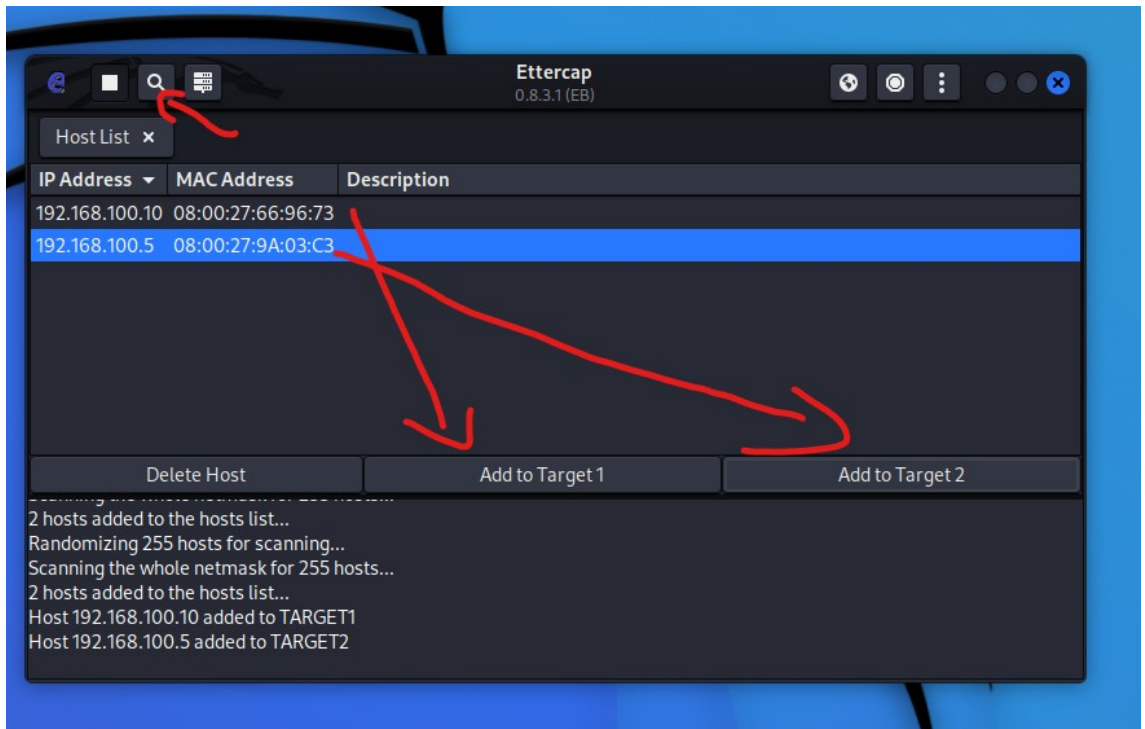 Ettercap
0.8.3.1 (EB)
Host List ×
IP Address MAC Address Description
192.168.100.10 08:00:27:66:96:73
192.168.100.5 08:00:27:9A:03:C3
Delete Host Add to Target 1 Add to Target 2
2 hosts added to the hosts list...
Randomizing 255 hosts for scanning...
Scanning the whole netmask for 255 hosts...
2 hosts added to the hosts list...
Host 192.168.100.10 added to TARGET1
Host 192.168.100.5 added to TARGET2